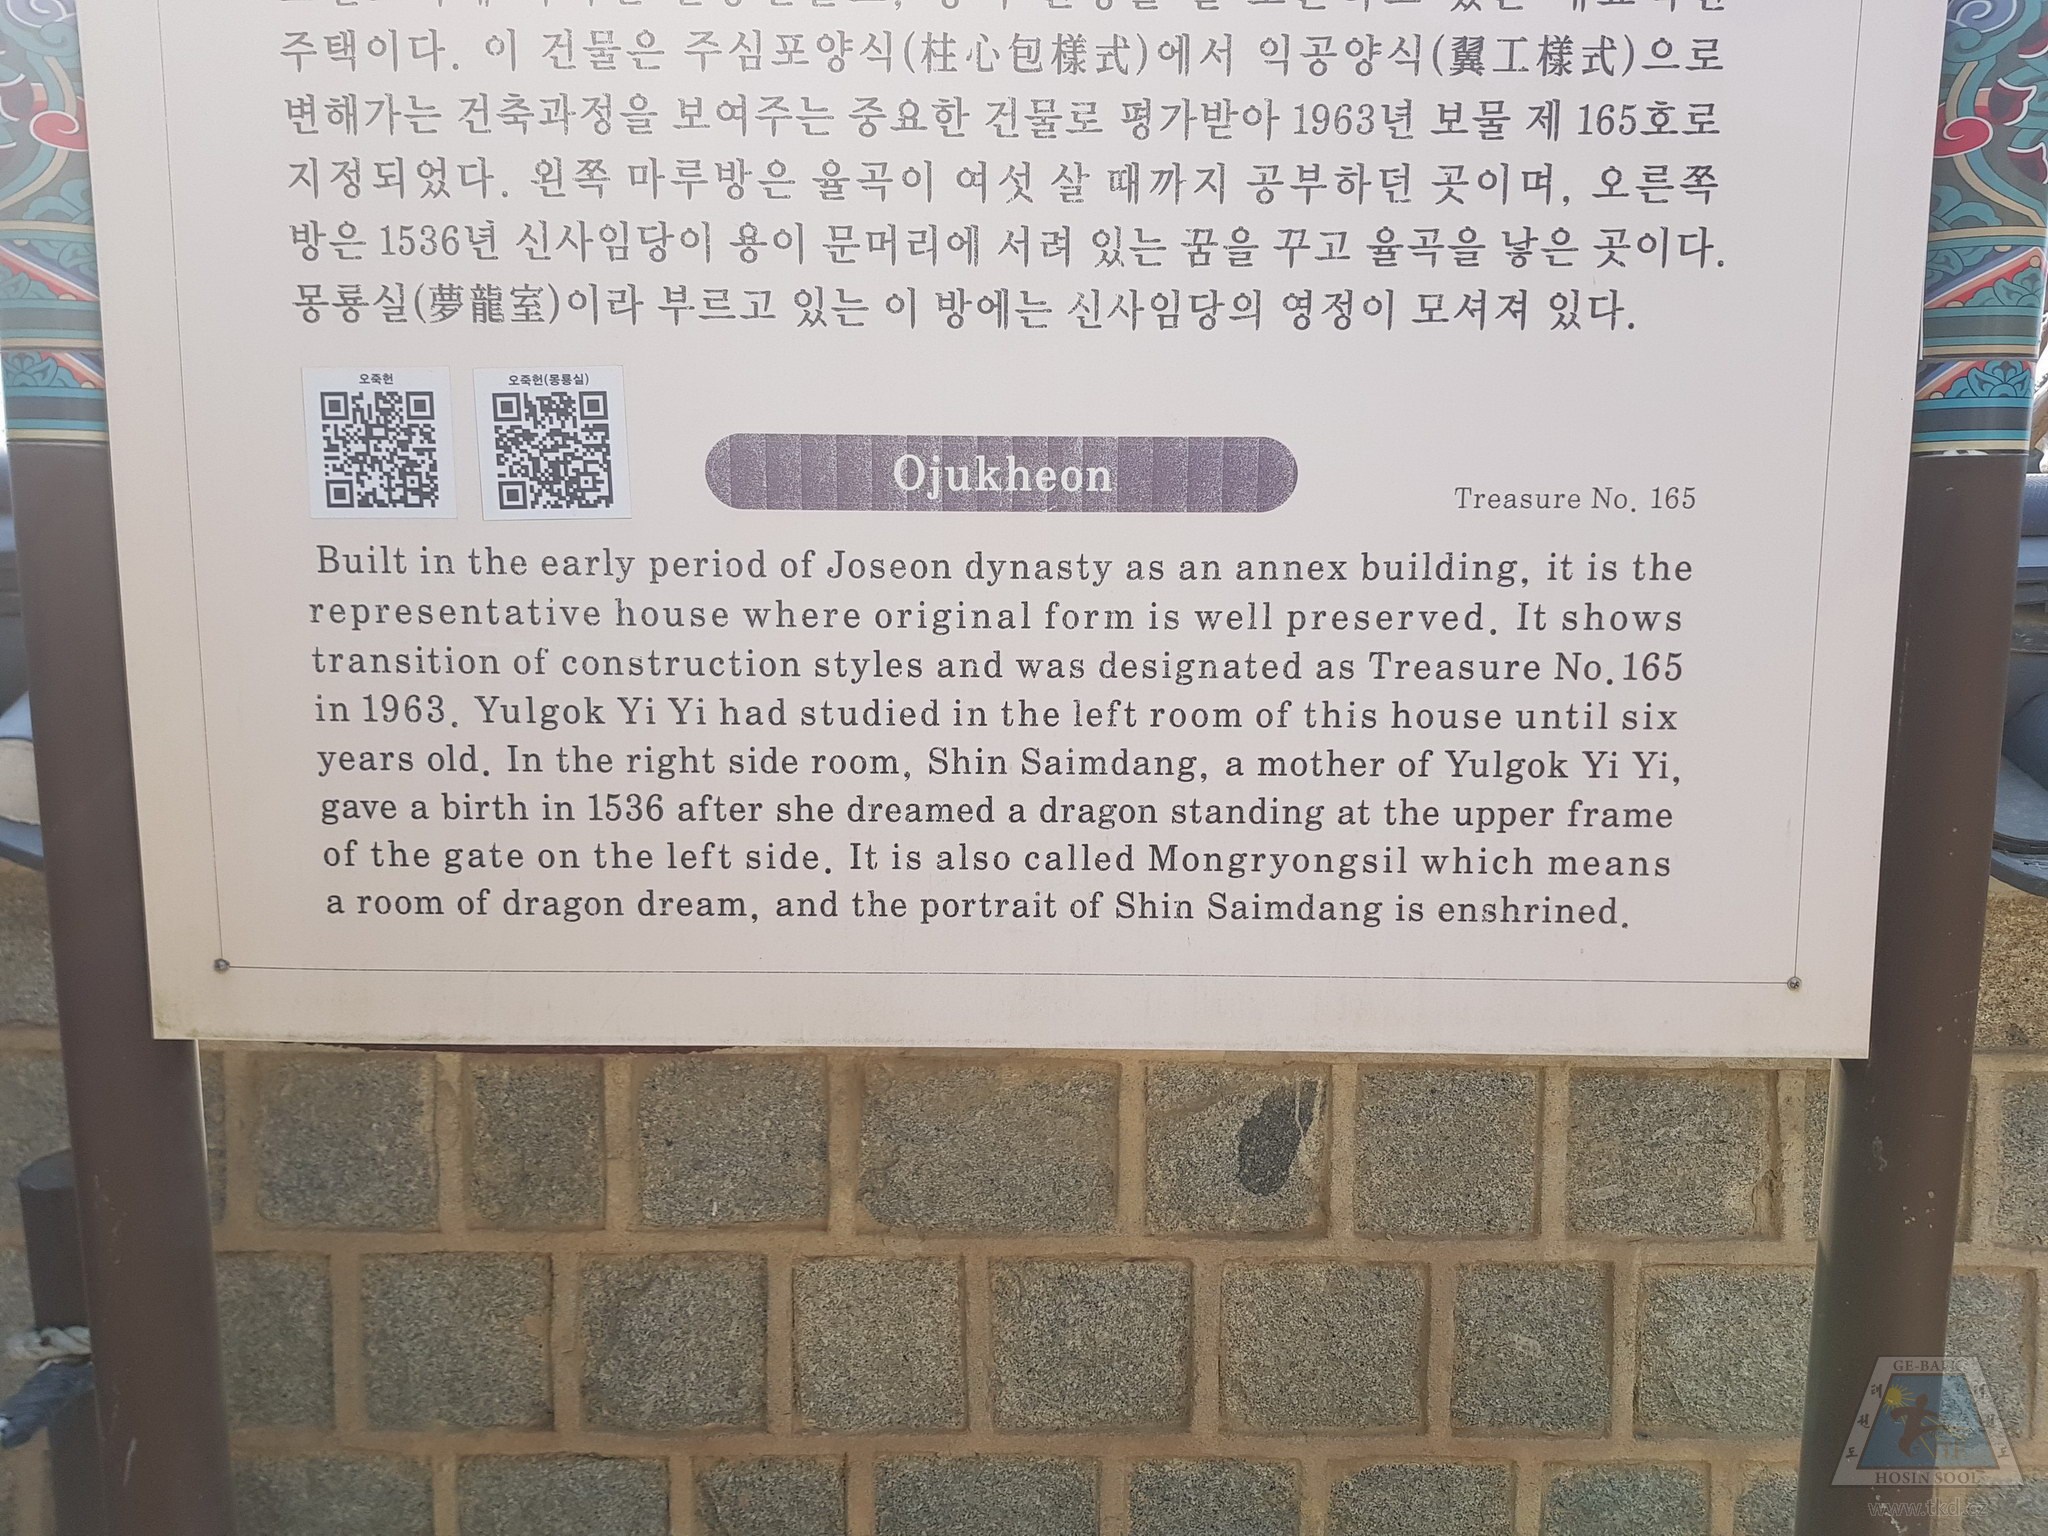 주택이다. 이 건물은 주심포양식(柱心包樣式)에서 익공양식(翼工樣式)으로
변해가는 건축과정을 보여주는 중요한 건물로 평가받아 1963년 보물 제 165호로
지정되었다. 왼쪽 마루방은 율곡이 여섯 살 때까지 공부하던 곳이며, 오른쪽
방은 1536년 신사임당이 용이 문머리에 서려 있는 꿈을 꾸고 율곡을 낳은 곳이다.
몽룡실(夢龍室)이라 부르고 있는 이 방에는 신사임당의 영정이 모셔져 있다.
오죽헌
오죽헌(몽룡실)
Ojukheon
Treasure No. 165
Built in the early period of Joseon dynasty as an annex building, it is the
representative house where original form is well preserved. It shows
transition of construction styles and was designated as Treasure No.165
in 1963. Yulgok Yi Yi had studied in the left room of this house until six
years old. In the right side room, Shin Saimdang, a mother of Yulgok Yi Yi,
gave a birth in 1536 after she dreamed a dragon standing at the upper frame
of the gate on the left side. It is also called Mongryongsil which means
a room of dragon dream, and the portrait of Shin Saimdang is enshrined.
GE-BAEK
HOSIN SOOL
www.tkd.cz